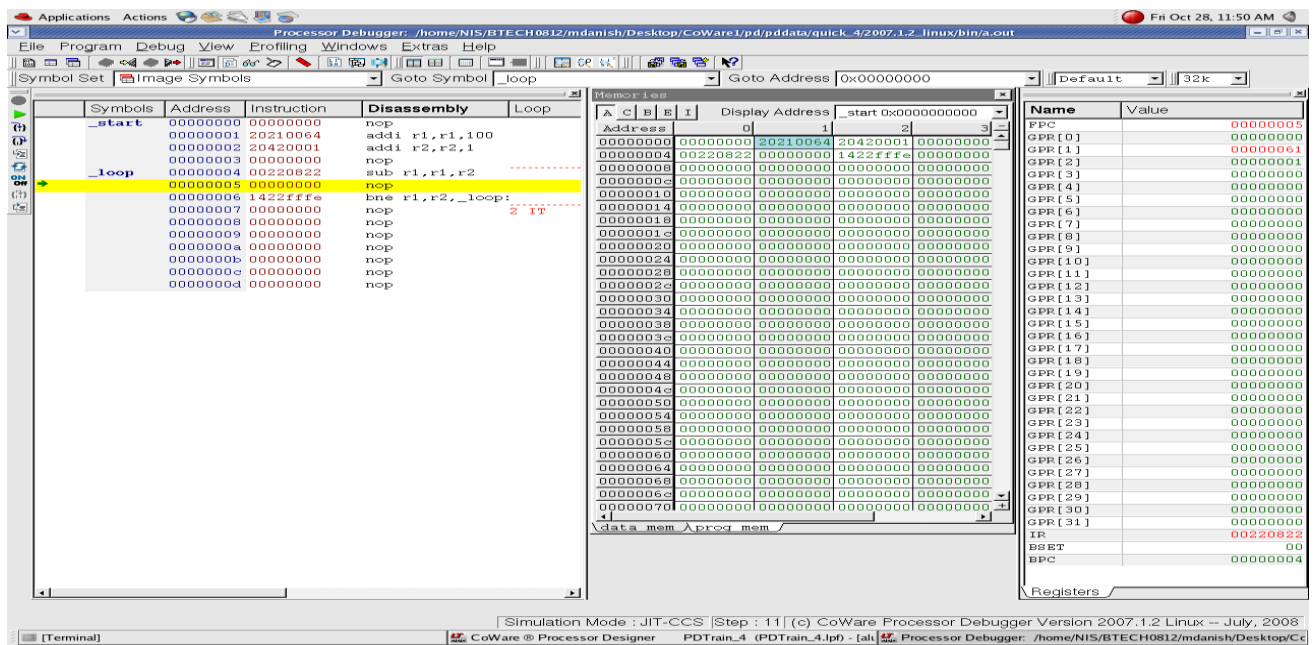 Applications Actions Fri Oct 28, 11:50 AM
Processor Debugger: /home/NIS/BTECH0812/mdanish/Desktop/CoWare1/pd/pddata/quick_4/2007.1.2_linux/bin/a.out
File Program Debug View Profiling Windows Extras Help
Symbol Set Image Symbols Goto Symbol _loop Goto Address 0x00000000 Default 32k
Symbols Address Instruction Disassembly Loop
_start 00000000 00000000 nop
00000001 20210064 addi r1,r1,100
00000002 20420001 addi r2,r2,1
00000003 00000000 nop
_loop 00000004 00220822 sub r1,r1,r2
00000005 00000000 nop
00000006 1422fffe bne r1,r2,_loop:
00000007 00000000 nop 2 IT
00000008 00000000 nop
00000009 00000000 nop
0000000a 00000000 nop
0000000b 00000000 nop
0000000c 00000000 nop
0000000d 00000000 nop
Memories
A C B E I Display Address _start 0x0000000000
Address 0 1 2 3
00000000 00000000 20210064 20420001 00000000
00000004 00220822 00000000 1422fffe 00000000
00000008 00000000 00000000 00000000 00000000
0000000c 00000000 00000000 00000000 00000000
00000010 00000000 00000000 00000000 00000000
00000014 00000000 00000000 00000000 00000000
00000018 00000000 00000000 00000000 00000000
0000001c 00000000 00000000 00000000 00000000
00000020 00000000 00000000 00000000 00000000
00000024 00000000 00000000 00000000 00000000
00000028 00000000 00000000 00000000 00000000
0000002c 00000000 00000000 00000000 00000000
00000030 00000000 00000000 00000000 00000000
00000034 00000000 00000000 00000000 00000000
00000038 00000000 00000000 00000000 00000000
0000003c 00000000 00000000 00000000 00000000
00000040 00000000 00000000 00000000 00000000
00000044 00000000 00000000 00000000 00000000
00000048 00000000 00000000 00000000 00000000
0000004c 00000000 00000000 00000000 00000000
00000050 00000000 00000000 00000000 00000000
00000054 00000000 00000000 00000000 00000000
00000058 00000000 00000000 00000000 00000000
0000005c 00000000 00000000 00000000 00000000
00000060 00000000 00000000 00000000 00000000
00000064 00000000 00000000 00000000 00000000
00000068 00000000 00000000 00000000 00000000
0000006c 00000000 00000000 00000000 00000000
00000070 00000000 00000000 00000000 00000000
data_mem prog_mem
Name Value
FPC 00000005
GPR[0] 00000000
GPR[1] 00000061
GPR[2] 00000001
GPR[3] 00000000
GPR[4] 00000000
GPR[5] 00000000
GPR[6] 00000000
GPR[7] 00000000
GPR[8] 00000000
GPR[9] 00000000
GPR[10] 00000000
GPR[11] 00000000
GPR[12] 00000000
GPR[13] 00000000
GPR[14] 00000000
GPR[15] 00000000
GPR[16] 00000000
GPR[17] 00000000
GPR[18] 00000000
GPR[19] 00000000
GPR[20] 00000000
GPR[21] 00000000
GPR[22] 00000000
GPR[23] 00000000
GPR[24] 00000000
GPR[25] 00000000
GPR[26] 00000000
GPR[27] 00000000
GPR[28] 00000000
GPR[29] 00000000
GPR[30] 00000000
GPR[31] 00000000
IR 00220822
BSET 00
BPC 00000004
Registers
Simulation Mode : JIT-CCS Step : 11 (c) CoWare Processor Debugger Version 2007.1.2 Linux -- July, 2008
[Terminal] CoWare ® Processor Designer PDTrain_4 (PDTrain_4.lpf) - [alu Processor Debugger: /home/NIS/BTECH0812/mdanish/Desktop/Cc